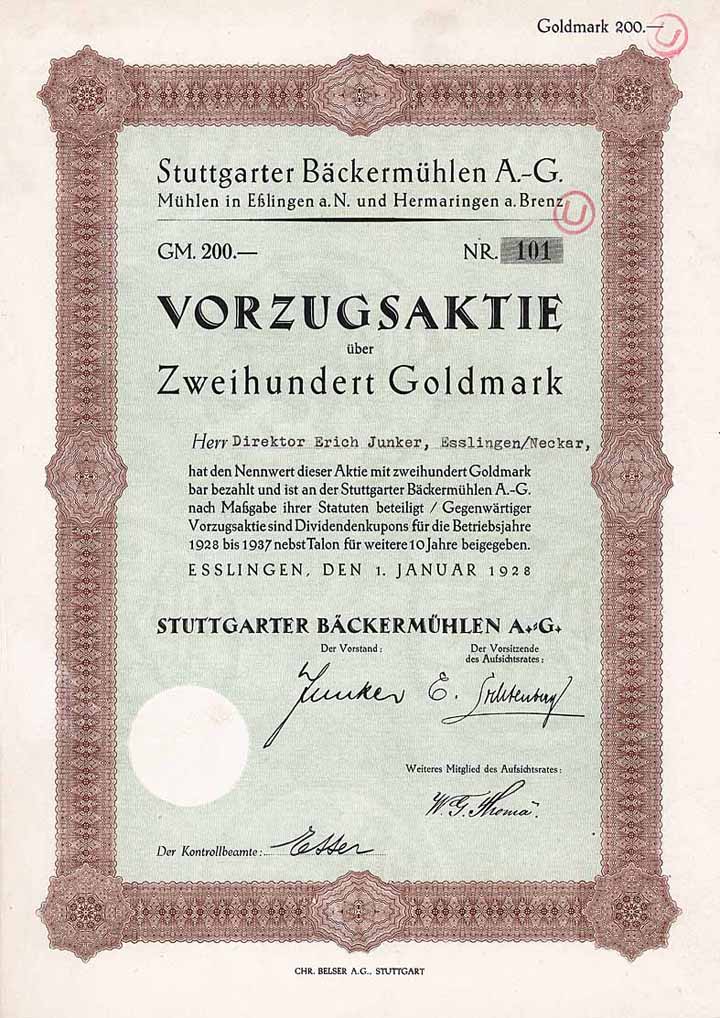 Goldmark 200.—
U
Stuttgarter Bäckermühlen A.-G.
Mühlen in Eßlingen a. N. und Hermaringen a. Brenz
U
GM. 200.— NR. 101
VORZUGSAKTIE
über
Zweihundert Goldmark
Herr Direktor Erich Junker, Esslingen/Neckar,
hat den Nennwert dieser Aktie mit zweihundert Goldmark
bar bezahlt und ist an der Stuttgarter Bäckermühlen A.-G.
nach Maßgabe ihrer Statuten beteiligt / Gegenwärtiger
Vorzugsaktie sind Dividendenkupons für die Betriebsjahre
1928 bis 1937 nebst Talon für weitere 10 Jahre beigegeben.
ESSLINGEN, DEN 1. JANUAR 1928
STUTTGARTER BÄCKERMÜHLEN A.-G.
Der Vorstand: Der Vorsitzende
des Aufsichtsrates:
Junker E.
Weiteres Mitglied des Aufsichtsrates:
W. G. Thomä.
Der Kontrollbeamte: Esser
CHR. BELSER A.G., STUTTGART